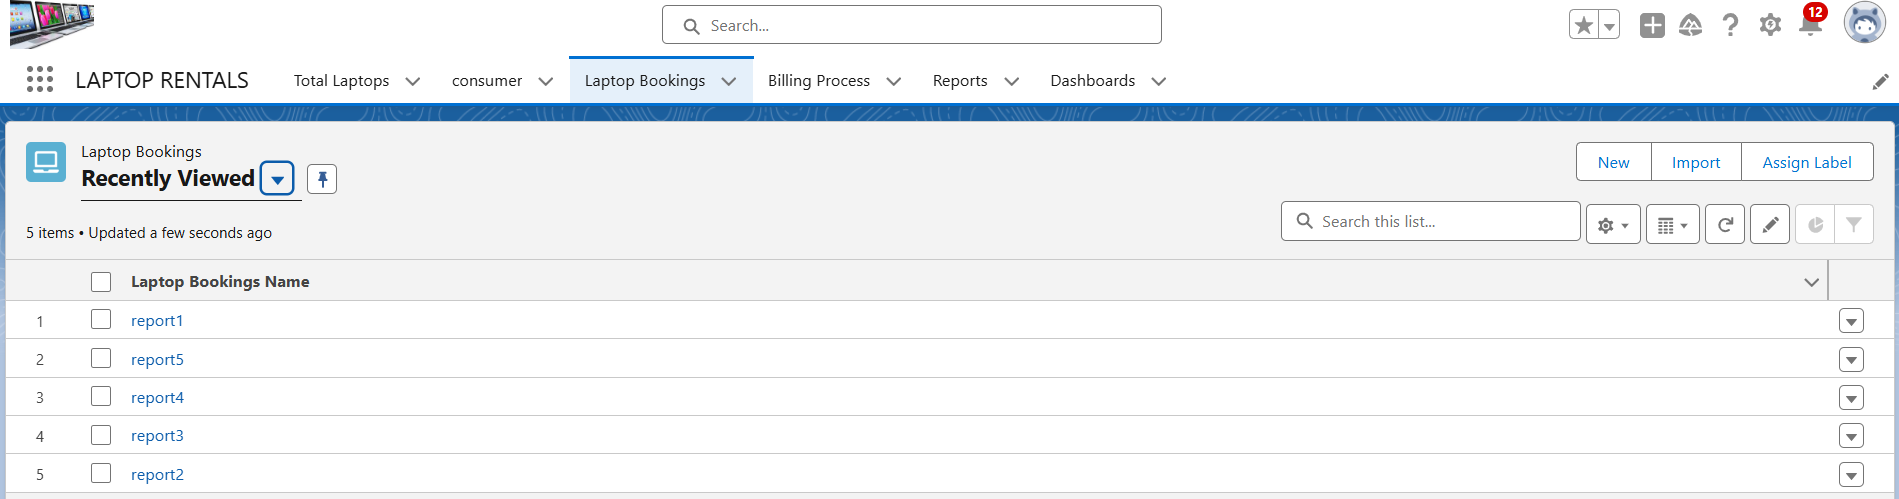 Search...
12
LAPTOP RENTALS Total Laptops consumer Laptop Bookings Billing Process Reports Dashboards
Laptop Bookings
Recently Viewed
New Import Assign Label
5 items • Updated a few seconds ago
Search this list...
Laptop Bookings Name
1 report1
2 report5
3 report4
4 report3
5 report2